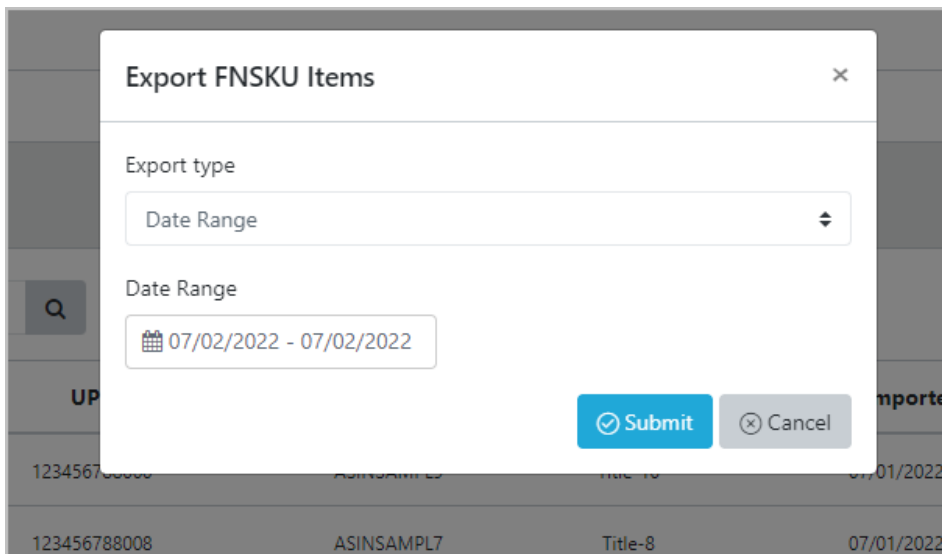 Export FNSKU Items
×
Export type
Date Range
Date Range
07/02/2022 - 07/02/2022
Submit Cancel
UP mporte
07/01/2022
123456788008 ASINSAMPL7 Title-8 07/01/2022